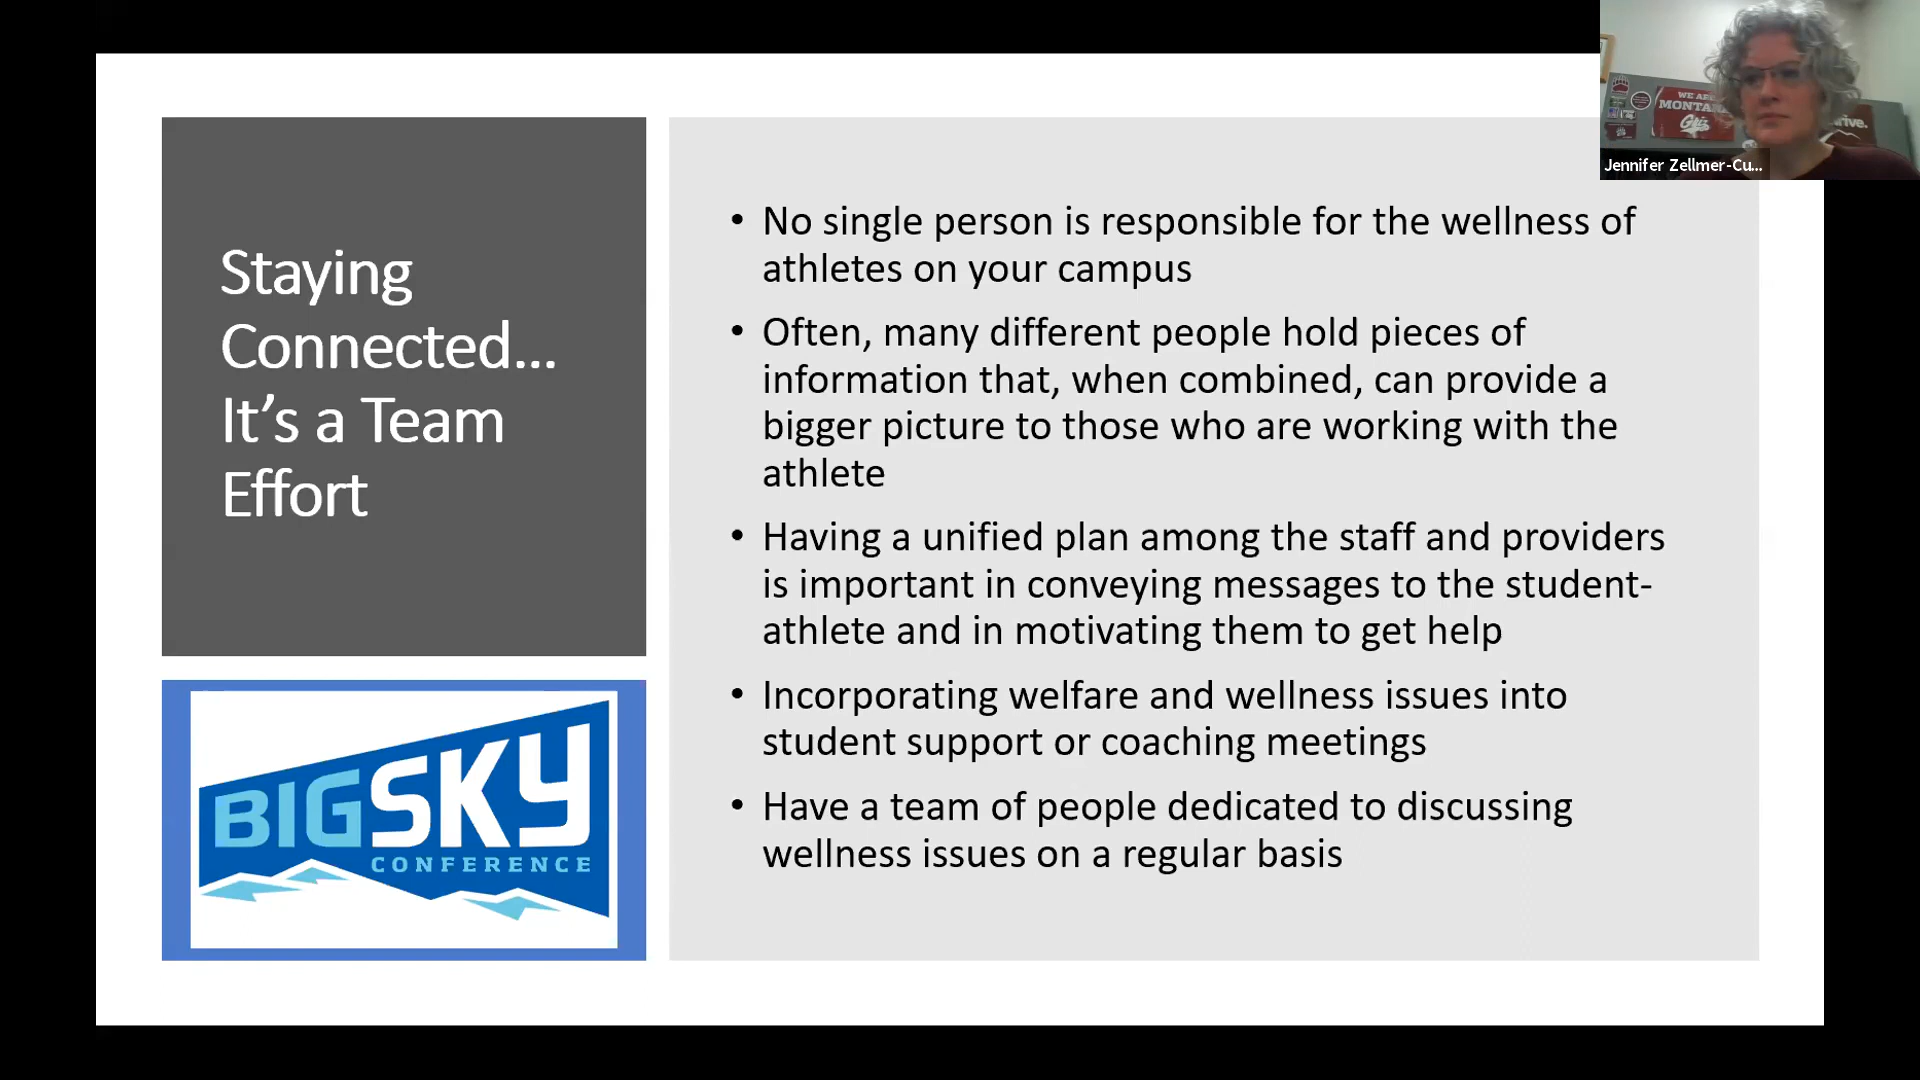 Staying
Connected...
It's a Team
Effort
BIGSKY
CONFERENCE
• No single person is responsible for the wellness of
athletes on your campus
• Often, many different people hold pieces of
information that, when combined, can provide a
bigger picture to those who are working with the
athlete
• Having a unified plan among the staff and providers
is important in conveying messages to the student-
athlete and in motivating them to get help
• Incorporating welfare and wellness issues into
student support or coaching meetings
• Have a team of people dedicated to discussing
wellness issues on a regular basis
WE ARE
MONTANA
Griz
Jennifer Zellmer-Cu...